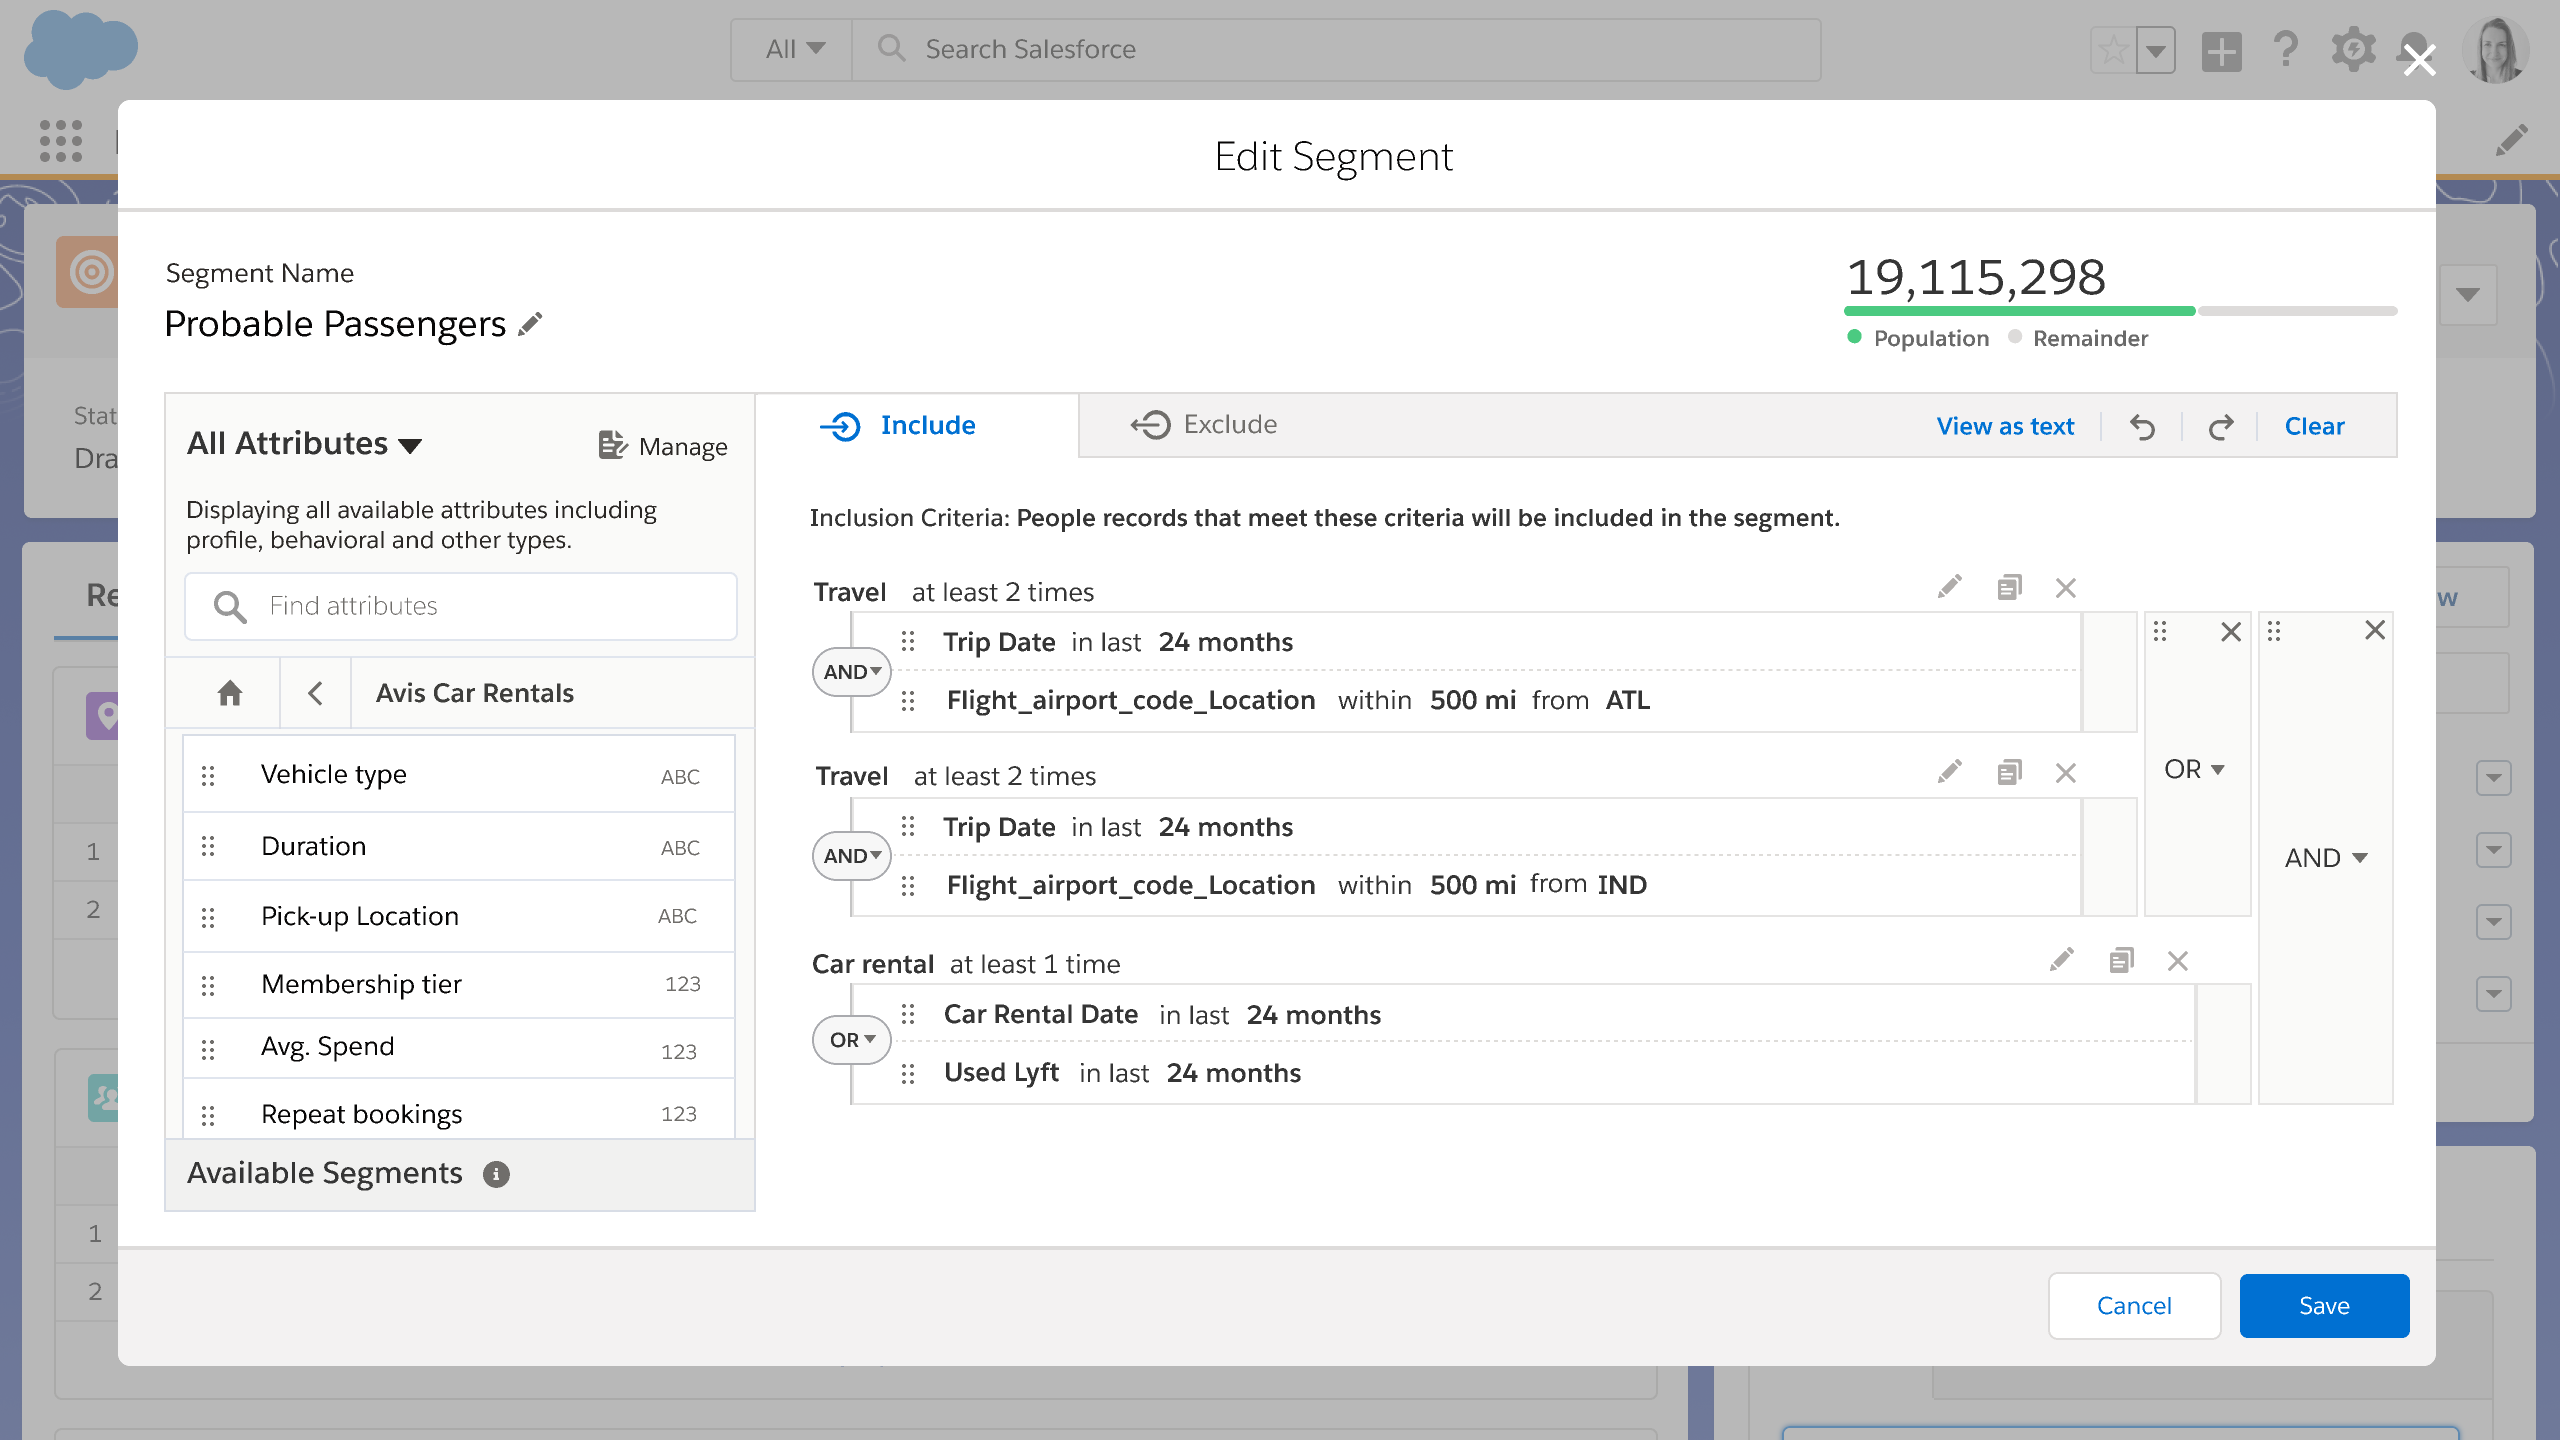 All
Search Salesforce
Edit Segment
Segment Name
Probable Passengers
19,115,298
Population
Remainder
All Attributes
Manage
Displaying all available attributes including
profile, behavioral and other types.
Find attributes
Avis Car Rentals
Vehicle type ABC
Duration ABC
Pick-up Location ABC
Membership tier 123
Avg. Spend 123
Repeat bookings 123
Available Segments
Include
Exclude
View as text
Clear
Inclusion Criteria: People records that meet these criteria will be included in the segment.
Travel at least 2 times
Trip Date in last 24 months
AND
Flight_airport_code_Location within 500 mi from ATL
Travel at least 2 times
Trip Date in last 24 months
AND
Flight_airport_code_Location within 500 mi from IND
OR
AND
Car rental at least 1 time
Car Rental Date in last 24 months
OR
Used Lyft in last 24 months
1
2
1
2
Cancel
Save